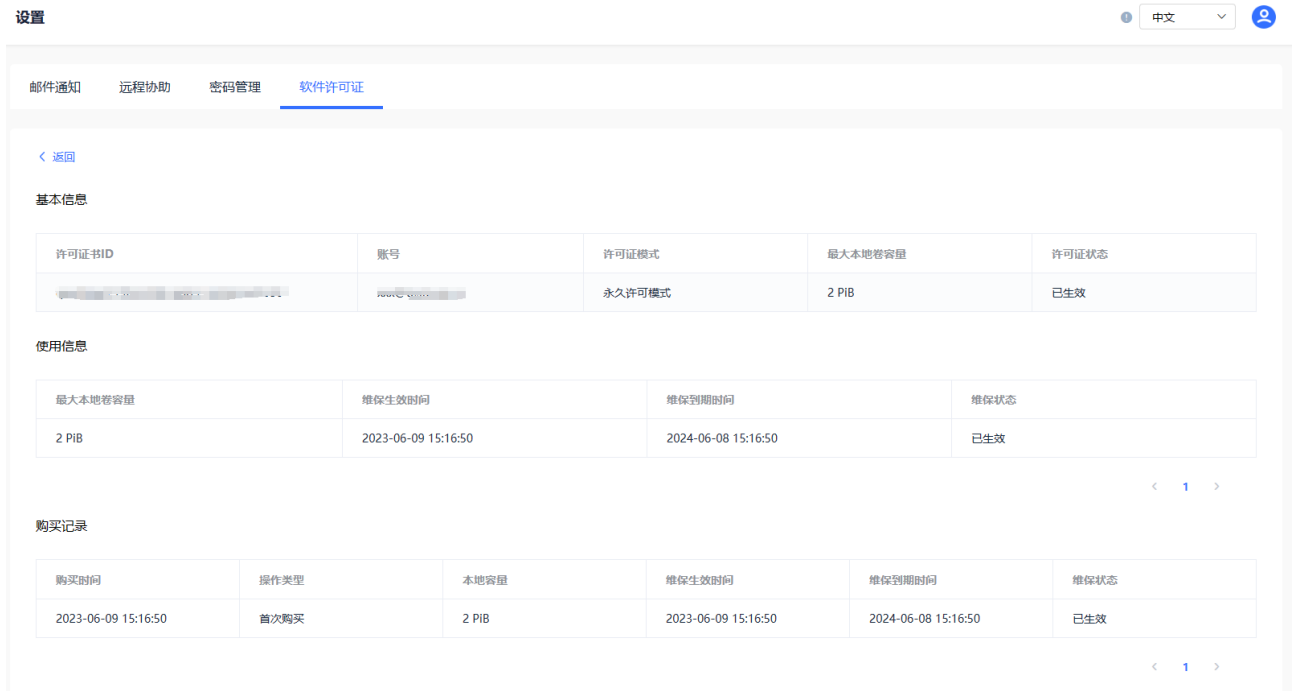 设置
中文
邮件通知 远程协助 密码管理 软件许可证
返回
基本信息
许可证书ID 账号 许可证模式 最大本地卷容量 许可证状态
永久许可模式 2 PiB 已生效
使用信息
最大本地卷容量 维保生效时间 维保到期时间 维保状态
2 PiB 2023-06-09 15:16:50 2024-06-08 15:16:50 已生效
1
购买记录
购买时间 操作类型 本地容量 维保生效时间 维保到期时间 维保状态
2023-06-09 15:16:50 首次购买 2 PiB 2023-06-09 15:16:50 2024-06-08 15:16:50 已生效
1